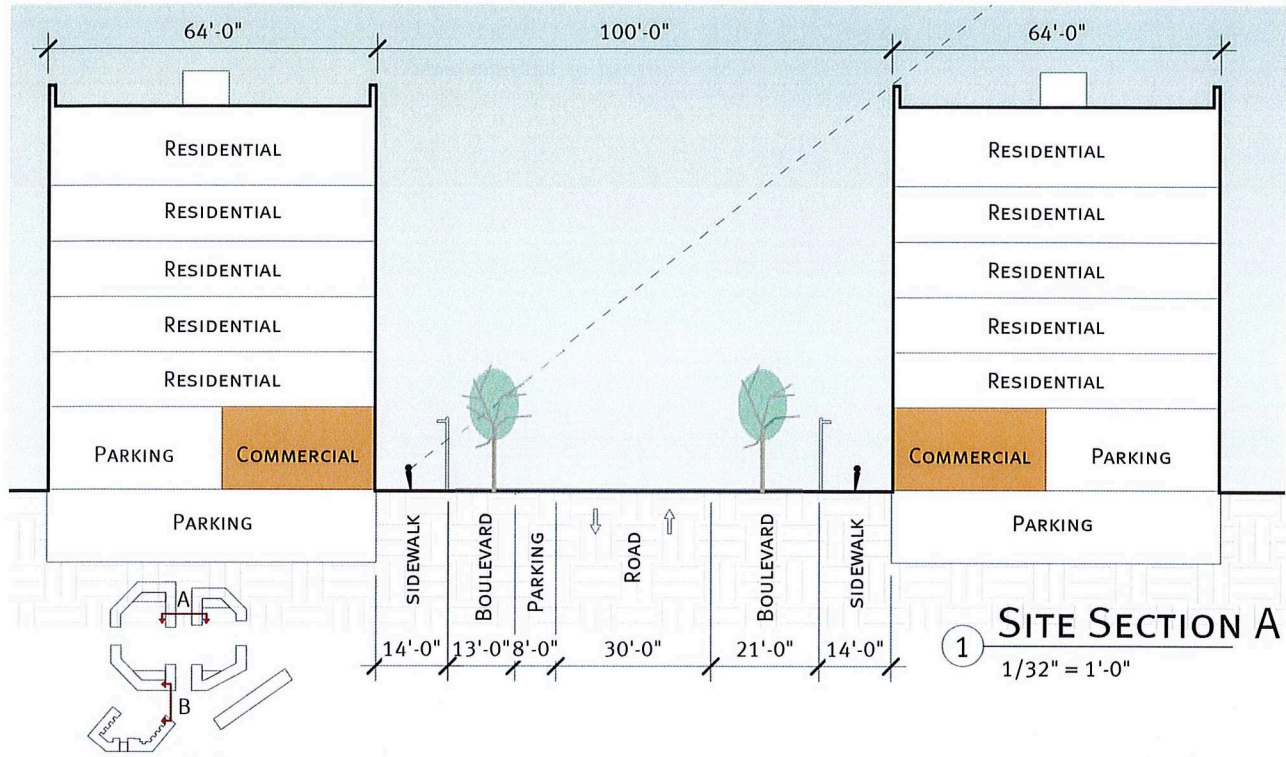 64'-0" 100'-0" 64'-0"
Residential Residential
Residential Residential
Residential Residential
Residential Residential
Residential Residential
Parking Commercial Commercial Parking
Parking Parking
Sidewalk
Boulevard
Parking
Road
Boulevard
Sidewalk
14'-0" 13'-0" 8'-0" 30'-0" 21'-0" 14'-0"
A
B
1 Site Section A
1/32" = 1'-0"